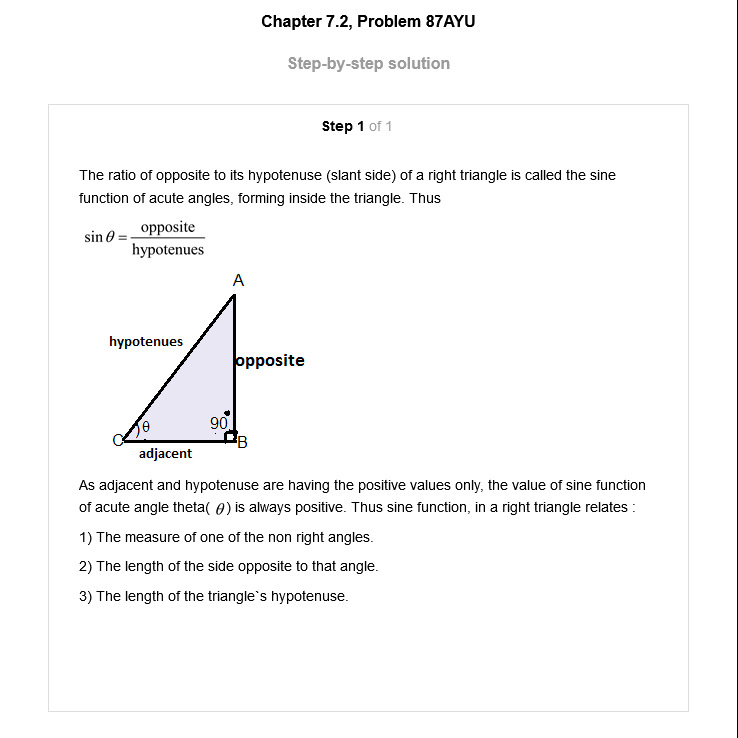 Chapter 7.2, Problem 87AYU
Step-by-step solution
Step 1 of 1
The ratio of opposite to its hypotenuse (slant side) of a right triangle is called the sine
function of acute angles, forming inside the triangle. Thus
sin θ = opposite / hypotenues
A
hypotenues
opposite
θ
90
C
B
adjacent
As adjacent and hypotenuse are having the positive values only, the value of sine function
of acute angle theta( θ ) is always positive. Thus sine function, in a right triangle relates :
1) The measure of one of the non right angles.
2) The length of the side opposite to that angle.
3) The length of the triangle`s hypotenuse.